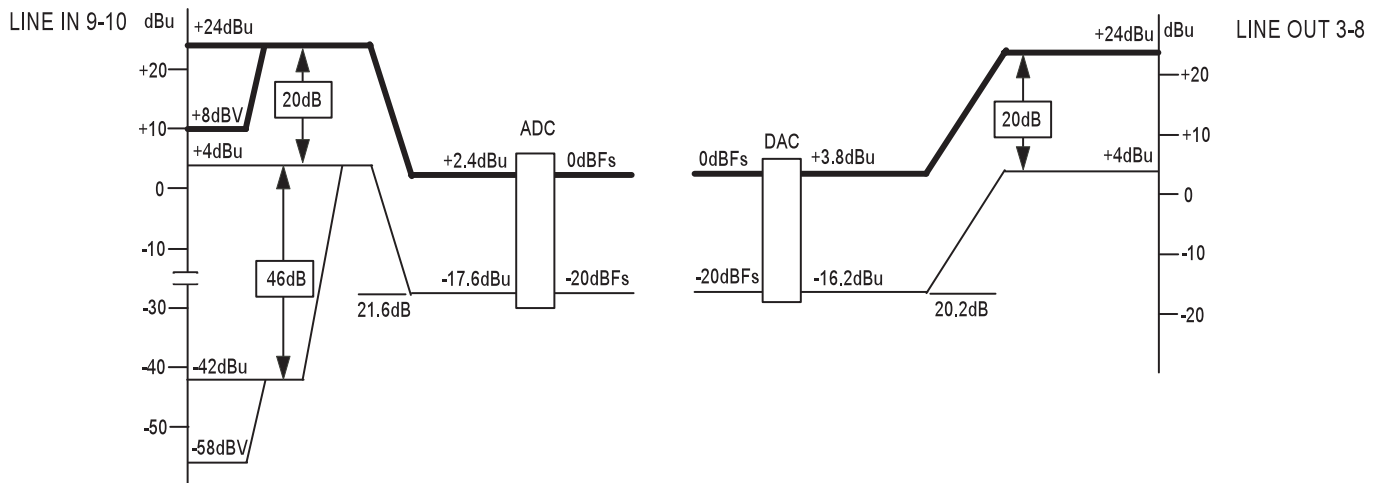 LINE IN 9-10 dBu +24dBu
+20
20dB
+8dBV
+10
+4dBu
0
-10
46dB
-30
-40
-42dBu
-50
-58dBV
21.6dB
ADC
+2.4dBu 0dBFs
-17.6dBu -20dBFs
DAC
0dBFs +3.8dBu
-20dBFs -16.2dBu
20.2dB
+24dBu dBu LINE OUT 3-8
+20
20dB
+10
+4dBu
0
-10
-20